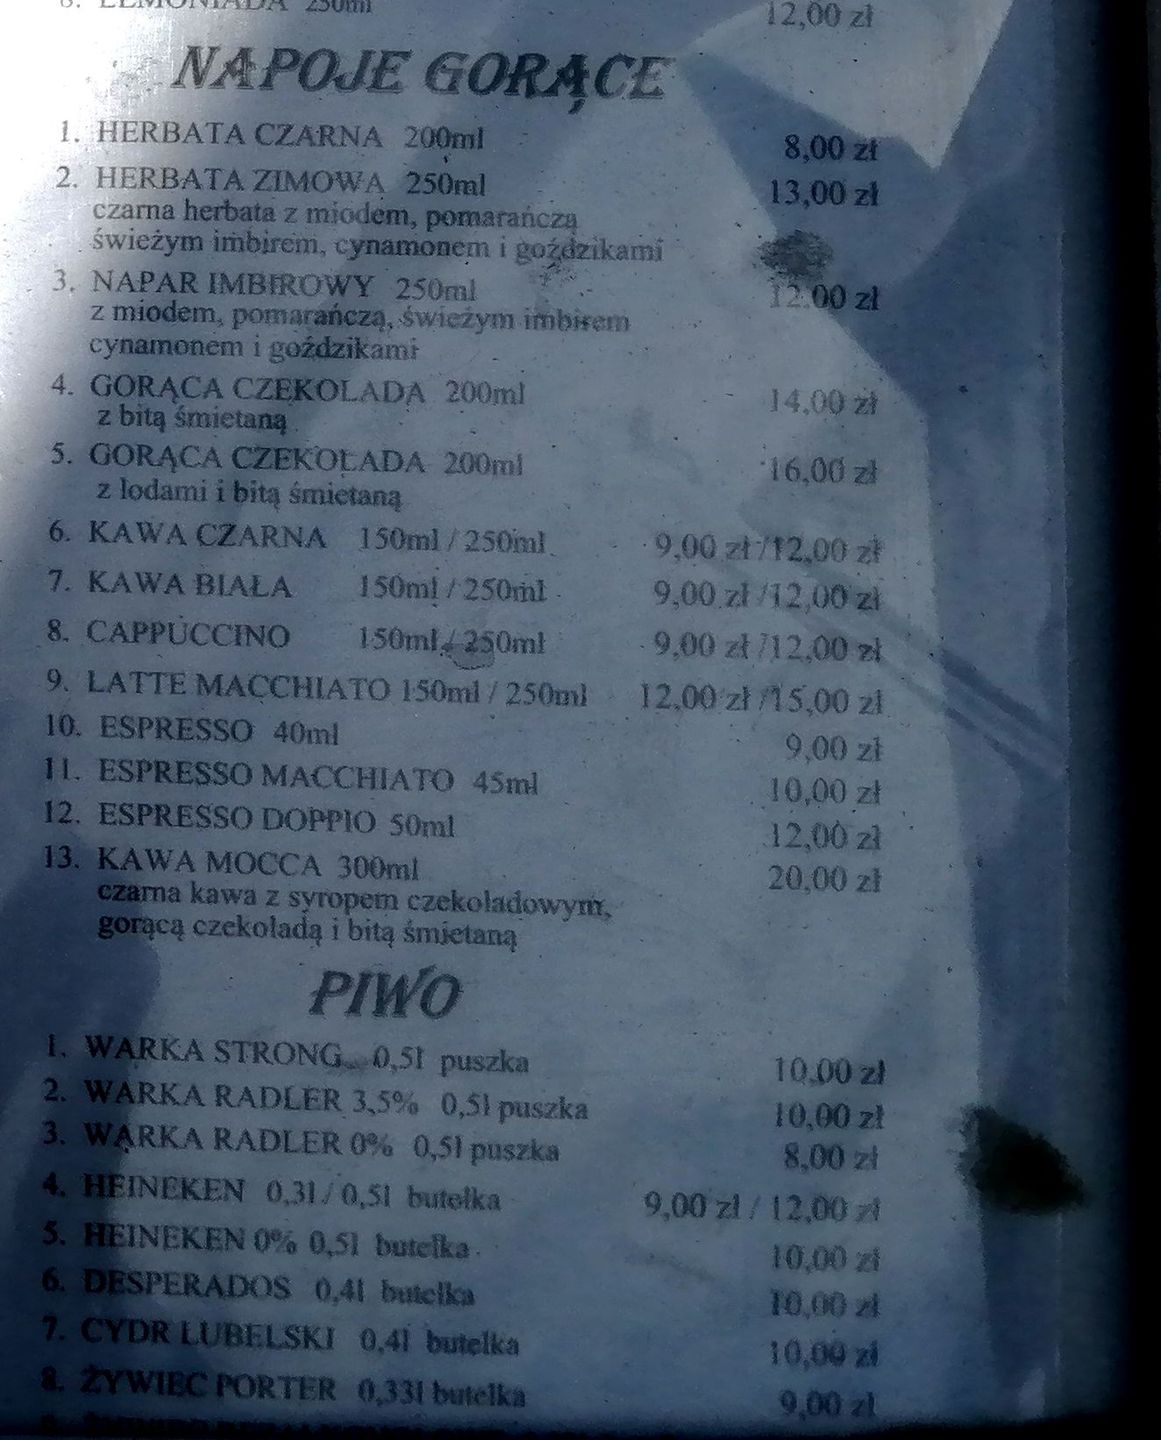 8. LEMONIADA 250ml 12,00 zł
NAPOJE GORĄCE
1. HERBATA CZARNA 200ml 8,00 zł
2. HERBATA ZIMOWA 250ml 13,00 zł
czarna herbata z miodem, pomarańczą
świeżym imbirem, cynamonem i goździkami
3. NAPAR IMBIROWY 250ml 12.00 zł
z miodem, pomarańczą, świeżym imbirem
cynamonem i goździkami
4. GORĄCA CZEKOLADA 200ml 14,00 zł
z bitą śmietaną
5. GORĄCA CZEKOLADA 200ml 16,00 zł
z lodami i bitą śmietaną
6. KAWA CZARNA 150ml / 250ml 9,00 zł /12,00 zł
7. KAWA BIAŁA 150ml / 250ml 9,00 zł /12,00 zł
8. CAPPUCCINO 150ml / 250ml 9,00 zł /12,00 zł
9. LATTE MACCHIATO 150ml / 250ml 12,00 zł /15,00 zł
10. ESPRESSO 40ml 9,00 zł
11. ESPRESSO MACCHIATO 45ml 10,00 zł
12. ESPRESSO DOPPIO 50ml 12,00 zł
13. KAWA MOCCA 300ml 20,00 zł
czarna kawa z syropem czekoladowym,
gorącą czekoladą i bitą śmietaną
PIWO
1. WARKA STRONG 0,5l puszka 10,00 zł
2. WARKA RADLER 3,5% 0,5l puszka 10,00 zł
3. WARKA RADLER 0% 0,5l puszka 8,00 zł
4. HEINEKEN 0,3l / 0,5l butelka 9,00 zł / 12,00 zł
5. HEINEKEN 0% 0,5l butelka 10,00 zł
6. DESPERADOS 0,4l butelka 10,00 zł
7. CYDR LUBELSKI 0,4l butelka 10,00 zł
8. ŻYWIEC PORTER 0,33l butelka 9,00 zł